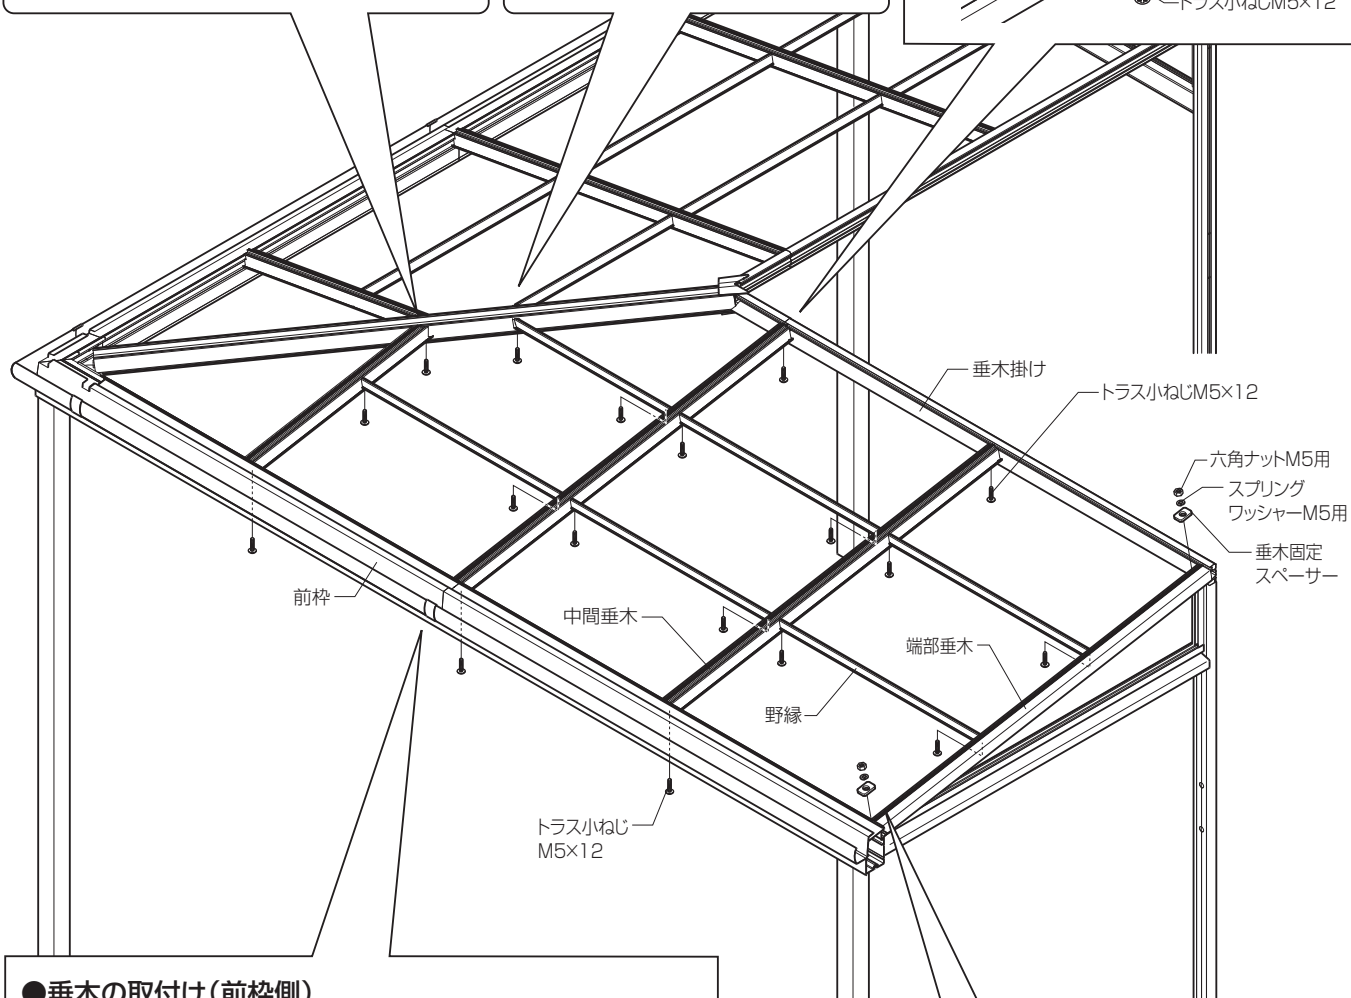 トラス小ねじM5×12
垂木掛け
トラス小ねじM5×12
六角ナットM5用
スプリング
ワッシャーM5用
垂木固定
スペーサー
前枠
中間垂木
端部垂木
野縁
トラス小ねじ
M5×12
●垂木の取付け(前枠側)